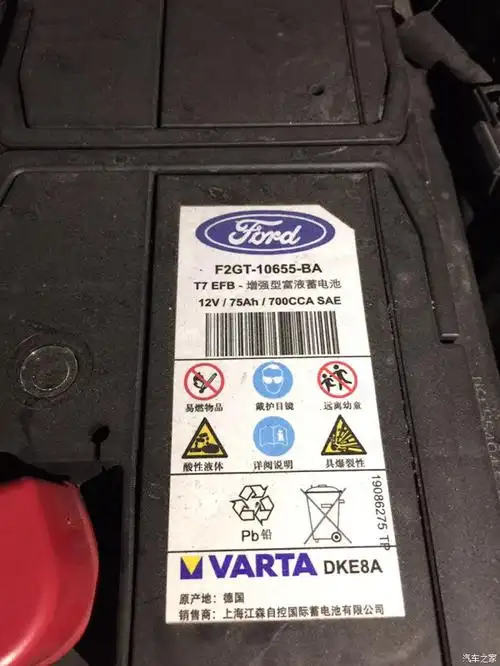 Ford
F2GT-10655-BA
T7 EFB - 增强型富液蓄电池
12V / 75Ah / 700CCA SAE
易燃物品
戴护目镜
远离幼童
酸性液体
详阅说明
具爆裂性
Pb 铅
19086275 TP
VARTA DKE8A
原产地: 德国
销售商: 上海江森自控国际蓄电池有限公司
汽车之家